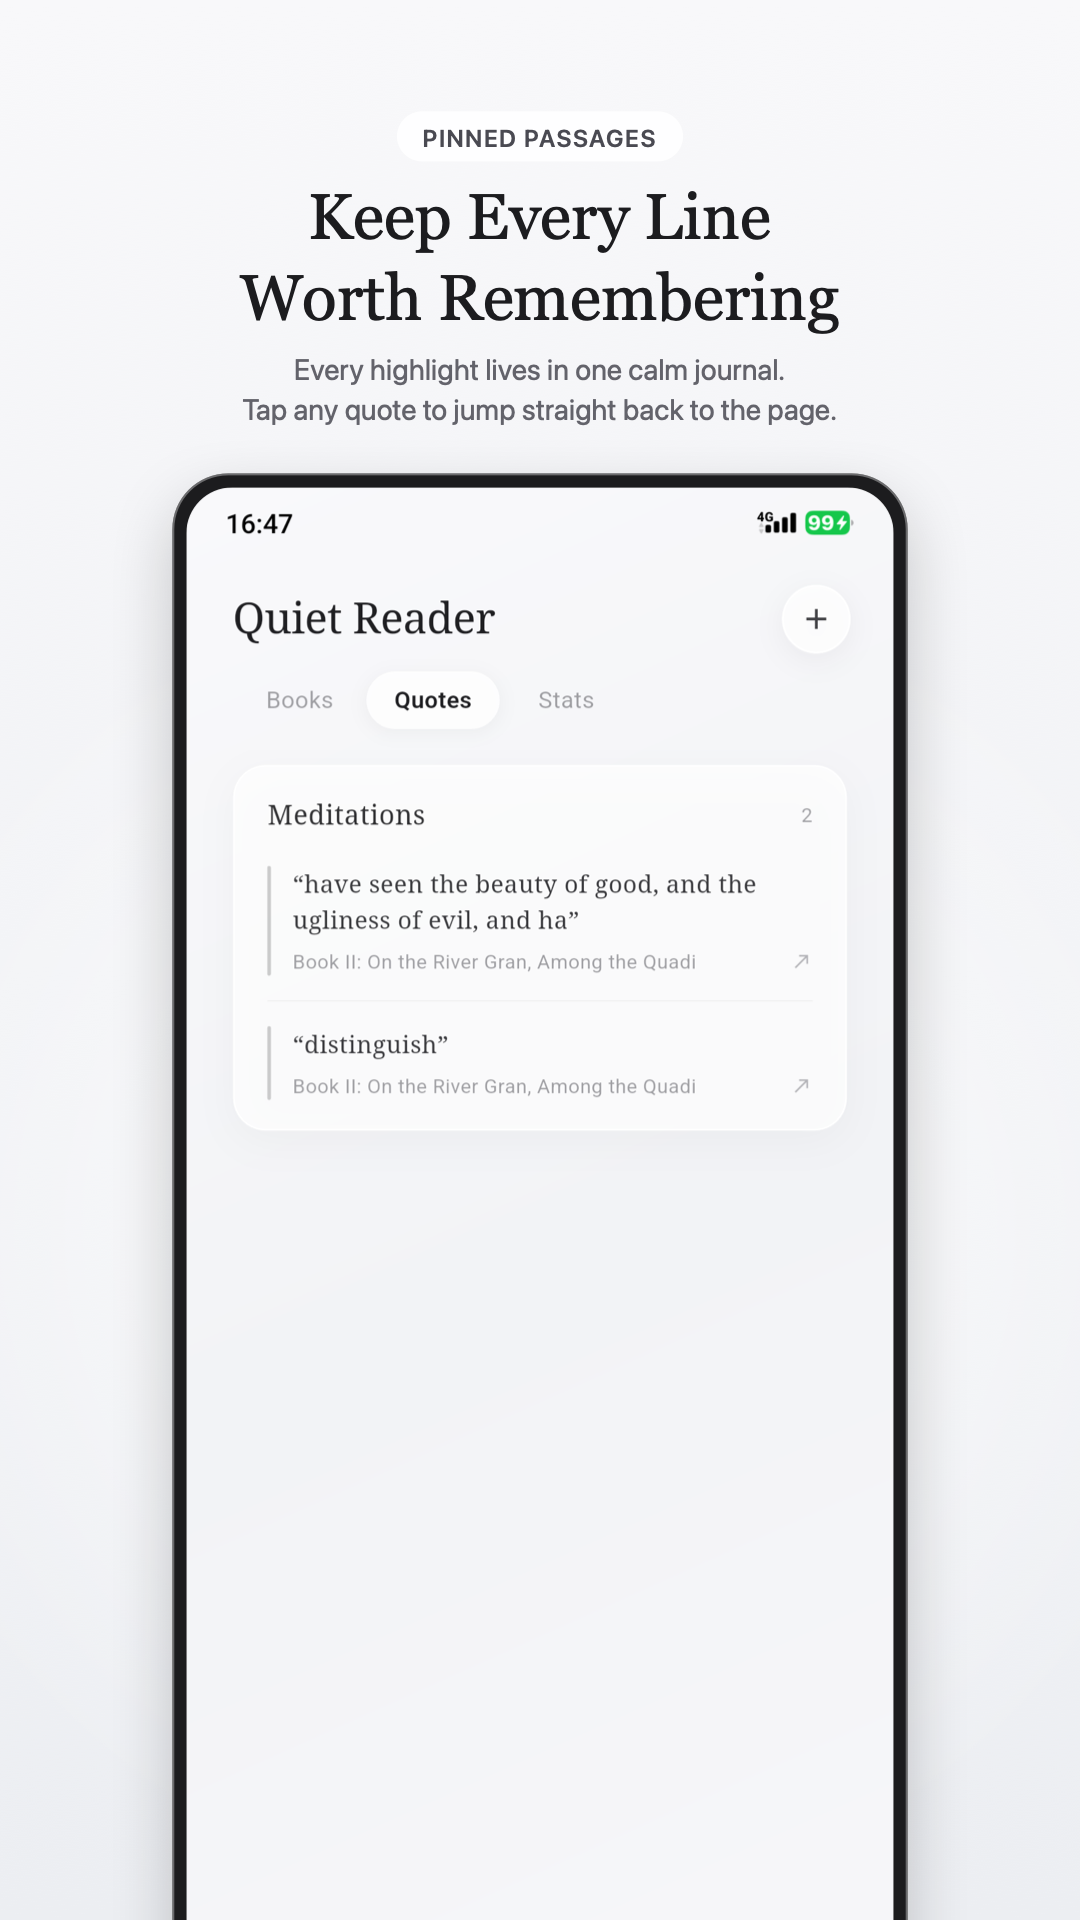 PINNED PASSAGES
Keep Every Line
Worth Remembering
Every highlight lives in one calm journal.
Tap any quote to jump straight back to the page.
16:47
4G
99
Quiet Reader
+
Books
Quotes
Stats
Meditations
2
“have seen the beauty of good, and the
ugliness of evil, and ha”
Book II: On the River Gran, Among the Quadi
“distinguish”
Book II: On the River Gran, Among the Quadi